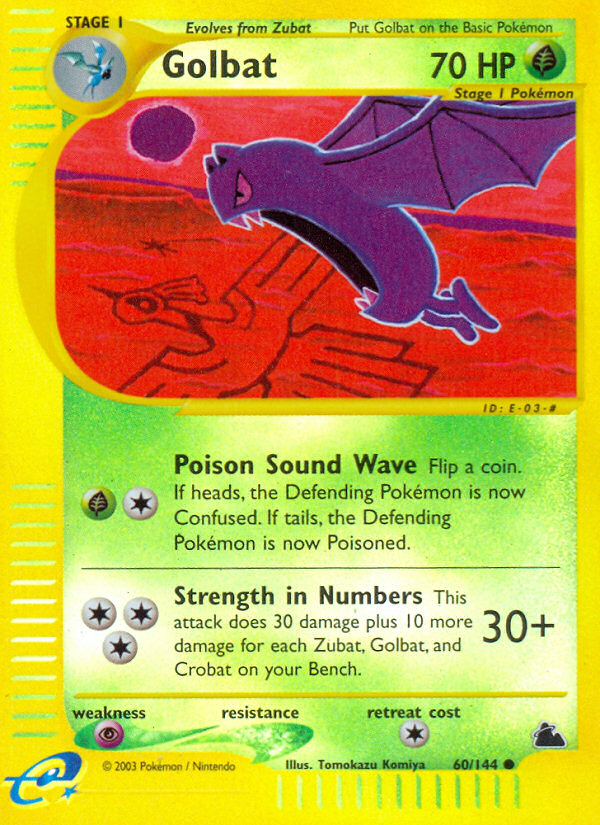 STAGE 1 Evolves from Zubat Put Golbat on the Basic Pokémon
Golbat 70 HP
Stage 1 Pokémon
ID: E-03-#
Poison Sound Wave Flip a coin.
If heads, the Defending Pokémon is now
Confused. If tails, the Defending
Pokémon is now Poisoned.
Strength in Numbers This
attack does 30 damage plus 10 more
damage for each Zubat, Golbat, and
Crobat on your Bench.
30+
weakness resistance retreat cost
© 2003 Pokémon / Nintendo Illus. Tomokazu Komiya 60/144
e